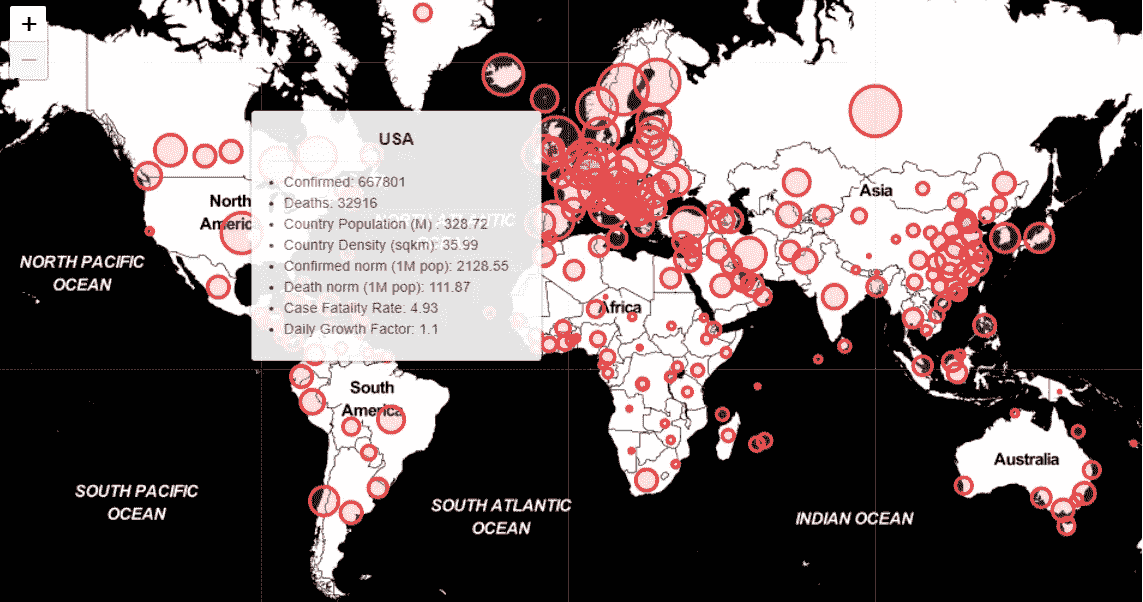 +
−
USA
Confirmed: 667801
Deaths: 32916
Country Population (M) : 328.72
Country Density (sqkm): 35.99
Confirmed norm (1M pop): 2128.55
Death norm (1M pop): 111.87
Case Fatality Rate: 4.93
Daily Growth Factor: 1.1
North
Americ
NORTH PACIFIC
OCEAN
NORTH ATLANTIC
Asia
Africa
South
America
Australia
SOUTH PACIFIC
OCEAN
SOUTH ATLANTIC
OCEAN
INDIAN OCEAN